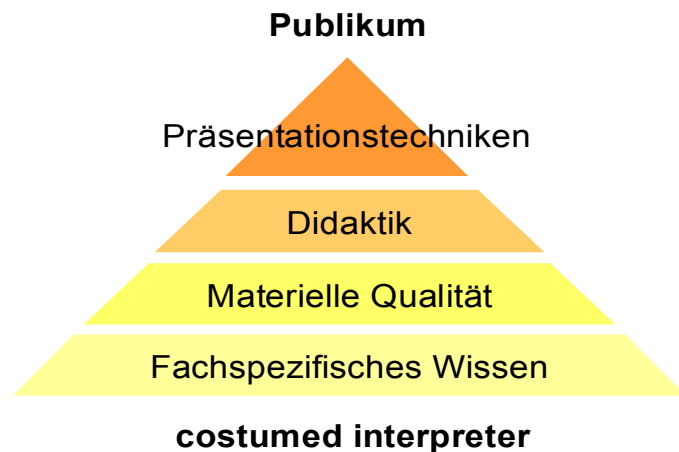 Publikum
Präsentationstechniken
Didaktik
Materielle Qualität
Fachspezifisches Wissen
costumed interpreter